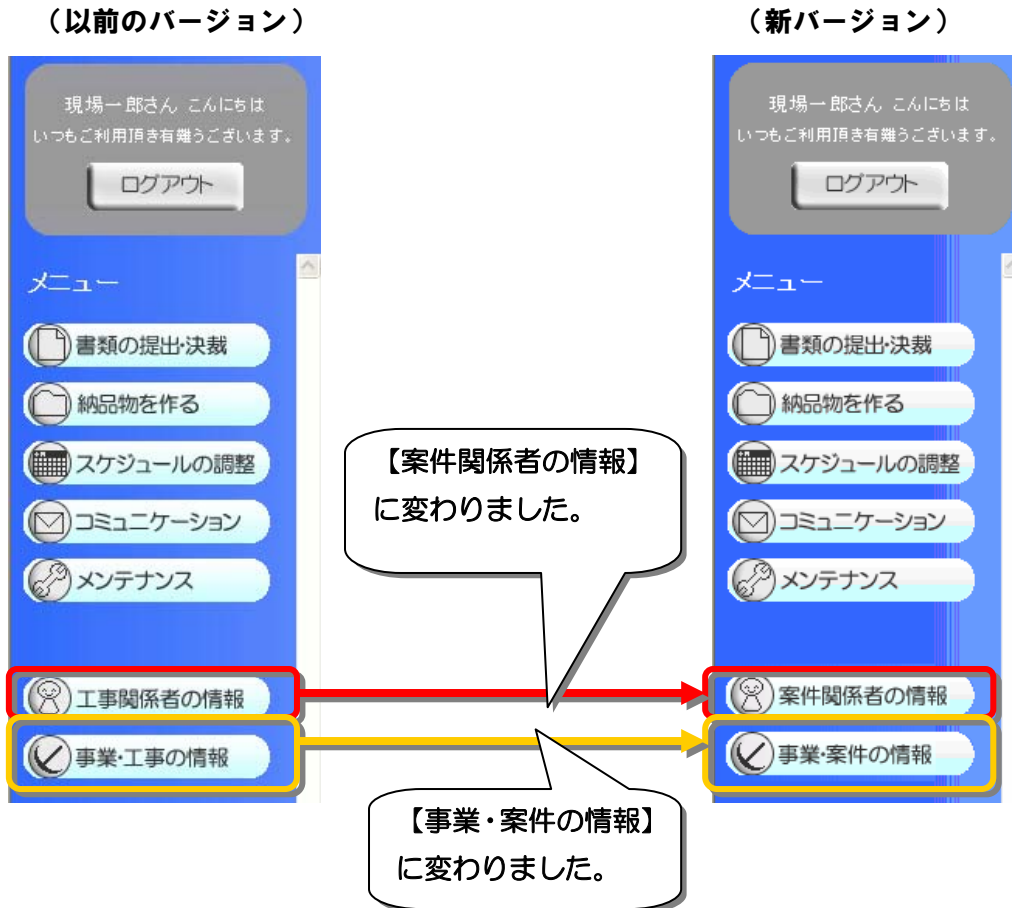 (以前のバージョン)
現場一郎さん こんにちは
いつもご利用頂き有難うございます。
ログアウト
メニュー
書類の提出・決裁
納品物を作る
スケジュールの調整
コミュニケーション
メンテナンス
工事関係者の情報
事業・工事の情報
【案件関係者の情報】
に変わりました。
【事業・案件の情報】
に変わりました。
(新バージョン)
現場一郎さん こんにちは
いつもご利用頂き有難うございます。
ログアウト
メニュー
書類の提出・決裁
納品物を作る
スケジュールの調整
コミュニケーション
メンテナンス
案件関係者の情報
事業・案件の情報